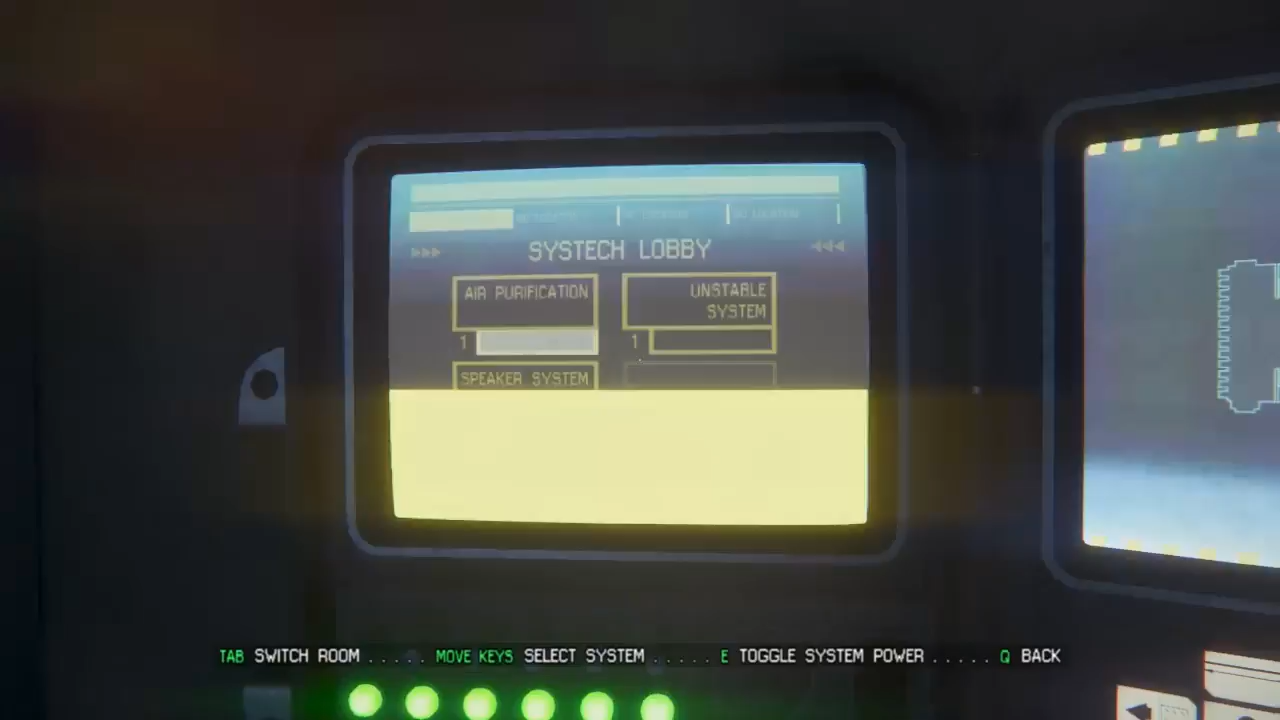 SYSTECH LOBBY
AIR PURIFICATION
1
UNSTABLE
SYSTEM
1
SPEAKER SYSTEM
TAB SWITCH ROOM ..... MOVE KEYS SELECT SYSTEM ..... E TOGGLE SYSTEM POWER ..... Q BACK